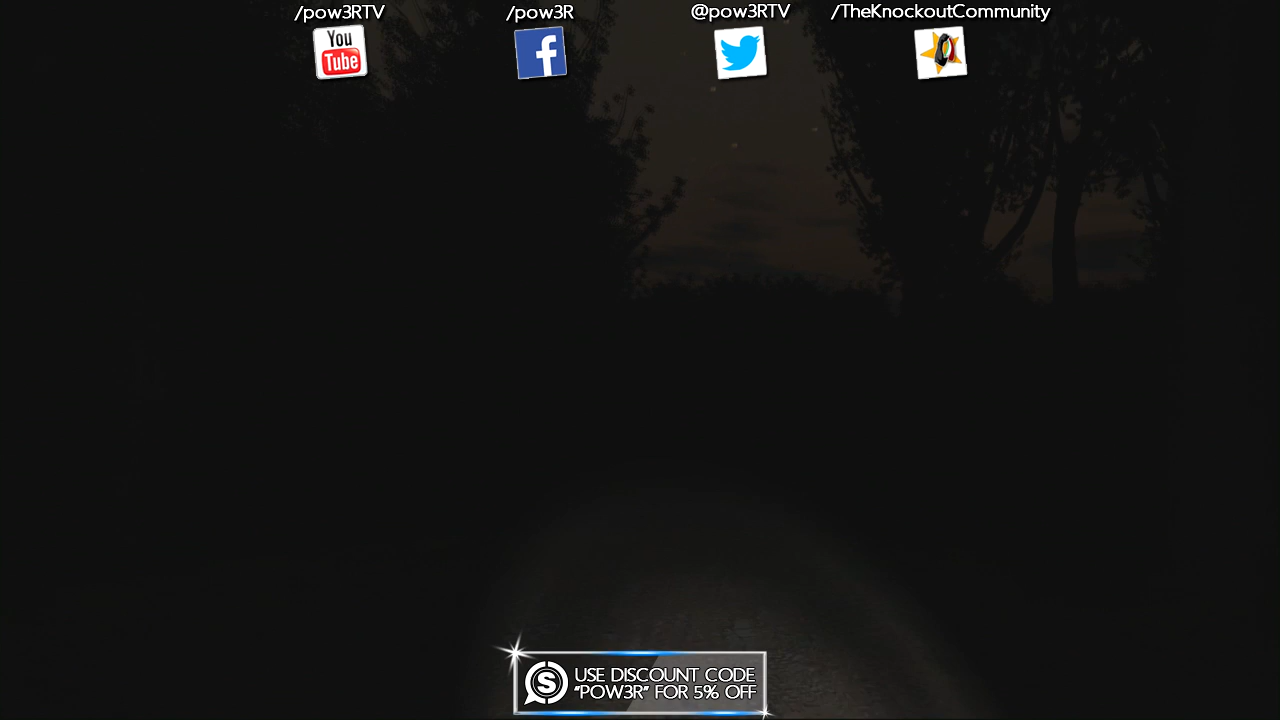 /pow3RTV
/pow3R
@pow3RTV
/TheKnockoutCommunity
You
Tube
f
S
USE DISCOUNT CODE
"POW3R" FOR 5% OFF